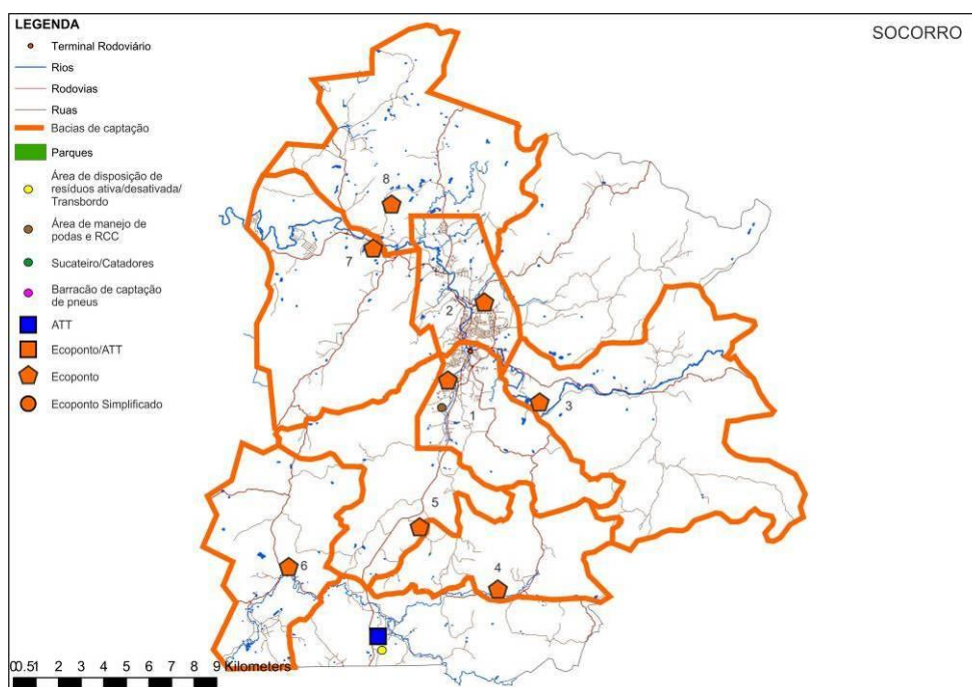 LEGENDA
SOCORRO
Terminal Rodoviário
Rios
Rodovias
Ruas
Bacias de captação
Parques
Área de disposição de
resíduos ativa/desativada/
Transbordo
Área de manejo de
podas e RCC
Sucateiro/Catadores
Barracão de captação
de pneus
ATT
Ecoponto/ATT
Ecoponto
Ecoponto Simplificado
8
7
2
3
1
5
4
6
0 0.5 1 2 3 4 5 6 7 8 9 Kilometers